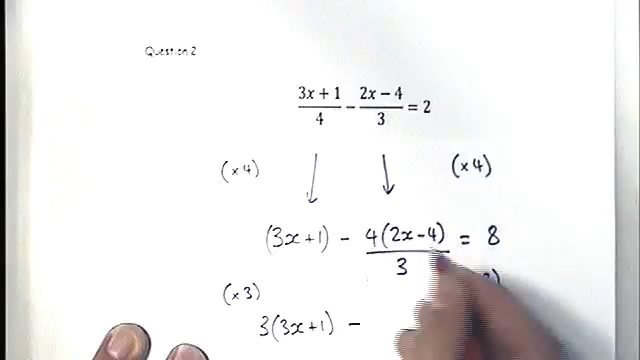 Question 2
(3x + 1)/4 − (2x − 4)/3 = 2
(×4) (×4)
(3x+1) − 4(2x−4)/3 = 8
(×3)
3(3x+1) −